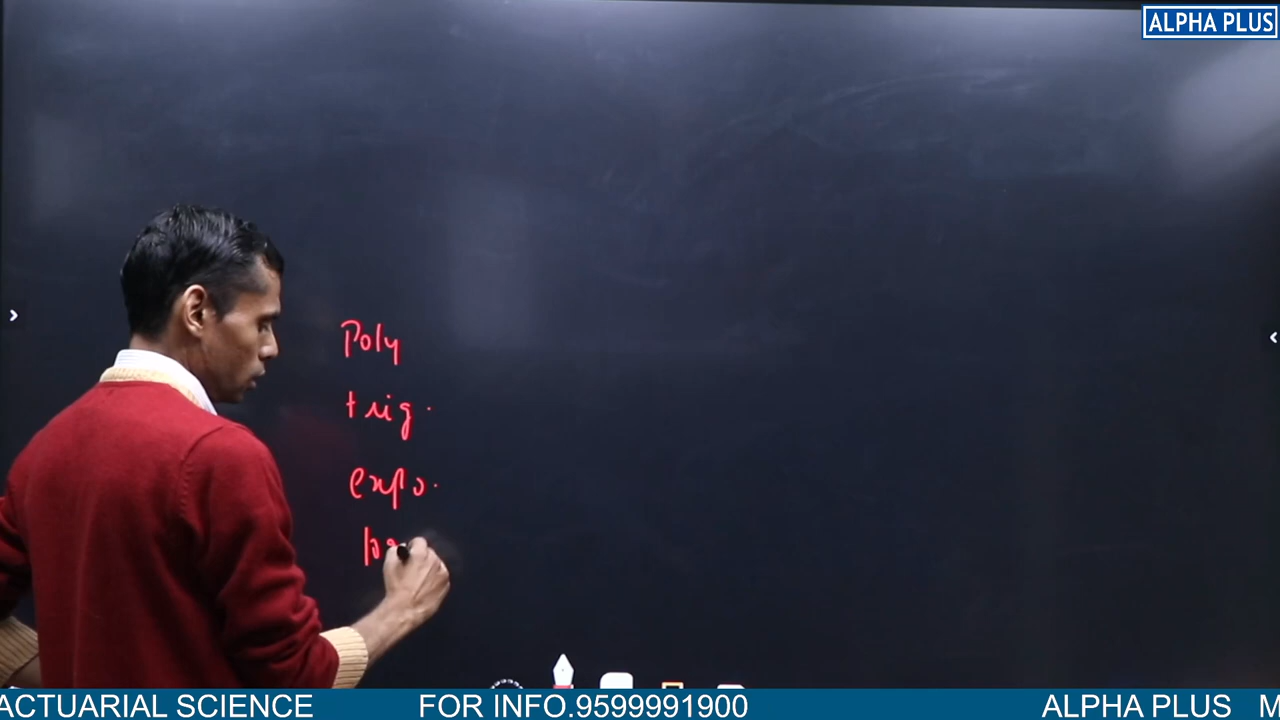 ALPHA PLUS
Poly
trig.
expo.
ACTUARIAL SCIENCE FOR INFO.9599991900 ALPHA PLUS M